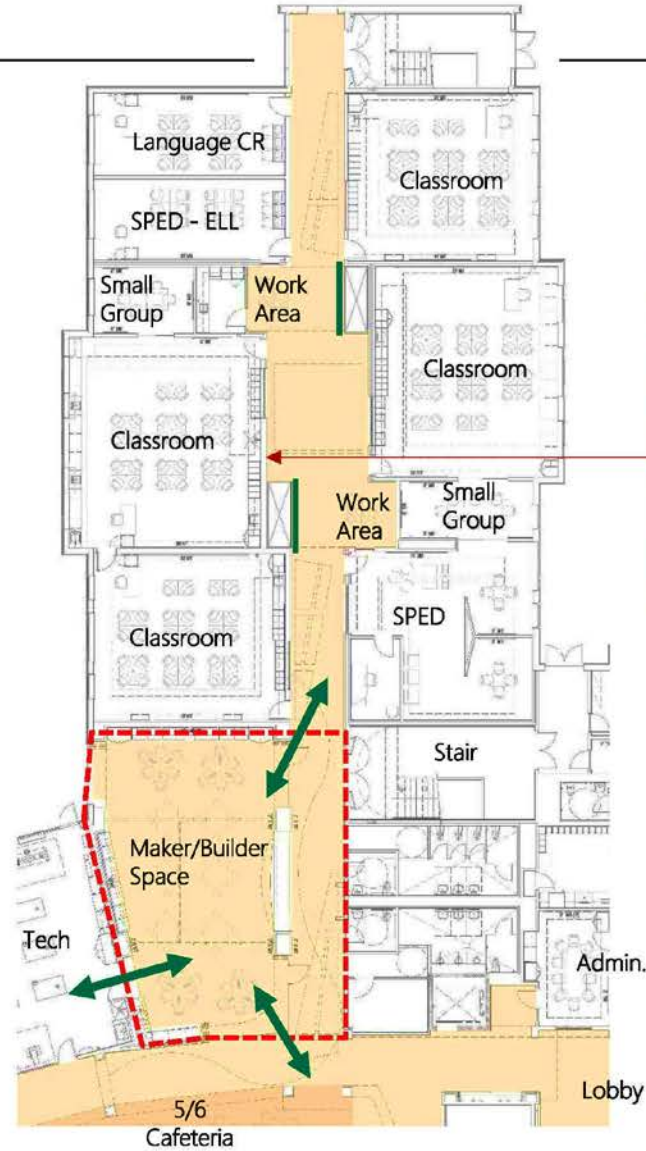 Language CR
Classroom
SPED - ELL
Small
Group
Work
Area
Classroom
Classroom
Work
Area
Small
Group
Classroom
SPED
Stair
Maker/Builder
Space
Tech
Admin.
Lobby
5/6
Cafeteria